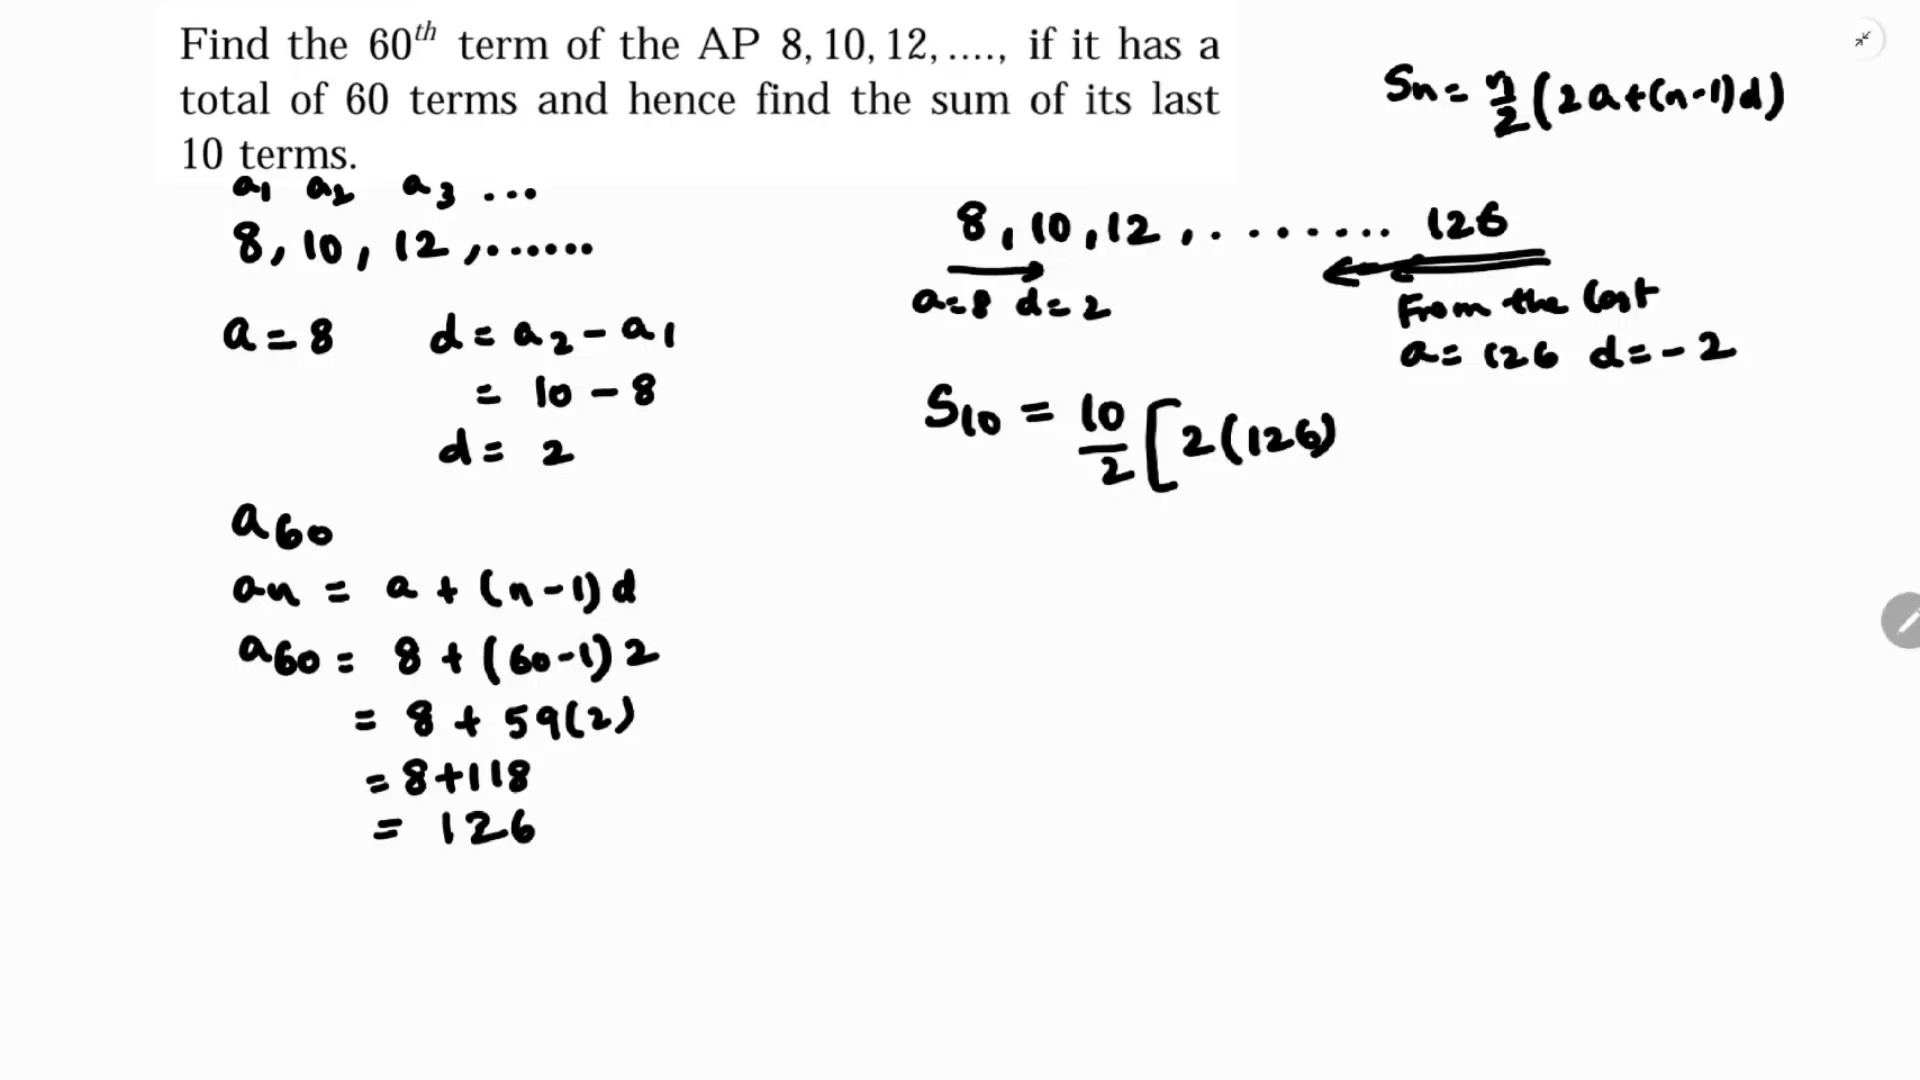 Find the 60th term of the AP 8, 10, 12, ...., if it has a
total of 60 terms and hence find the sum of its last
10 terms.
a1 a2 a3 ...
8, 10, 12, ......
a = 8 d = a2 - a1
= 10 - 8
d = 2
a60
an = a + (n-1)d
a60 = 8 + (60-1)2
= 8 + 59(2)
= 8+118
= 126
Sn = n/2 (2a+(n-1)d)
8, 10, 12, ........ 126
a=8 d=2
From the last
a= 126 d=-2
S10 = 10/2 [2(126)